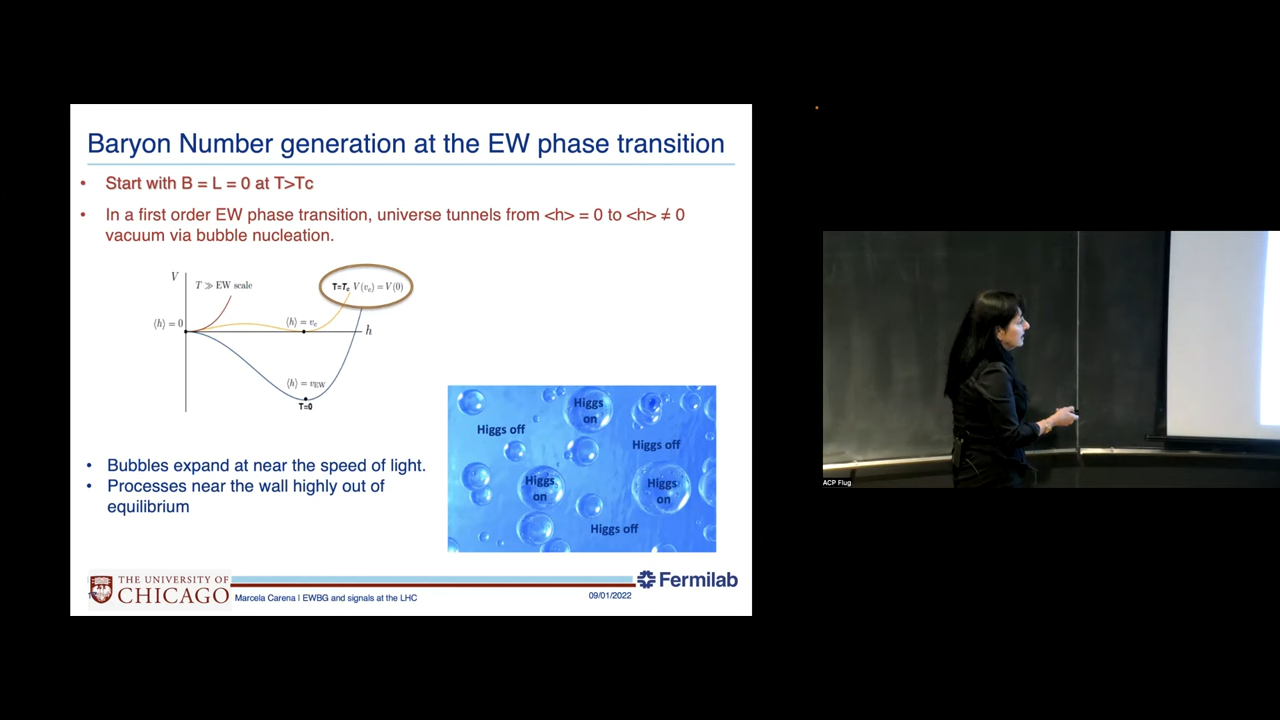 Baryon Number generation at the EW phase transition
• Start with B = L = 0 at T>Tc
• In a first order EW phase transition, universe tunnels from <h> = 0 to <h> ≠ 0
vacuum via bubble nucleation.
V
T ≫ EW scale
T=Tc V(vc) = V(0)
⟨h⟩ = 0
⟨h⟩ = vc
h
⟨h⟩ = vEW
T=0
Higgs
on
Higgs off
Higgs off
Higgs
on
Higgs
on
Higgs off
• Bubbles expand at near the speed of light.
• Processes near the wall highly out of
equilibrium
THE UNIVERSITY OF
CHICAGO
Marcela Carena | EWBG and signals at the LHC
09/01/2022
Fermilab
ACP Flug